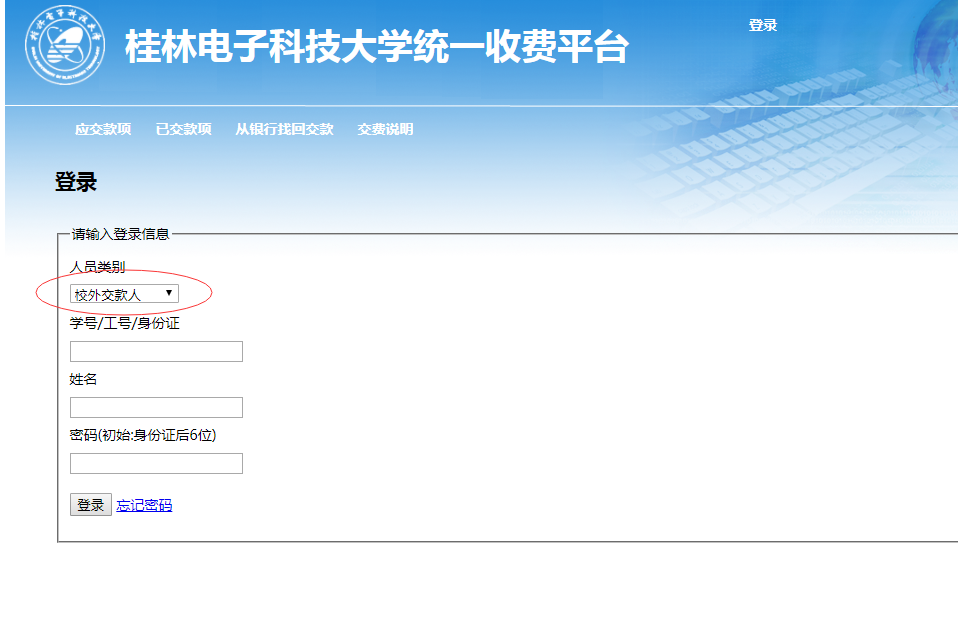 登录
桂林电子科技大学统一收费平台
应交款项 已交款项 从银行找回交款 交费说明
登录
请输入登录信息
人员类别
校外交款人
学号/工号/身份证
姓名
密码(初始:身份证后6位)
登录 忘记密码